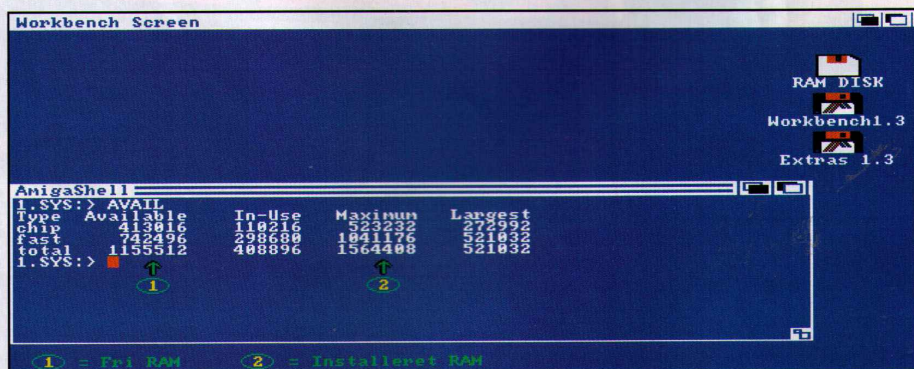 Workbench Screen
RAM DISK
Workbench1.3
Extras 1.3
AmigaShell
1.SYS:> AVAIL
Type Available In-Use Maximum Largest
chip 413016 110216 523232 272992
fast 742496 298680 1041176 521032
total 1155512 408896 1564408 521032
1.SYS:>
1 2
1 = Fri RAM 2 = Installeret RAM